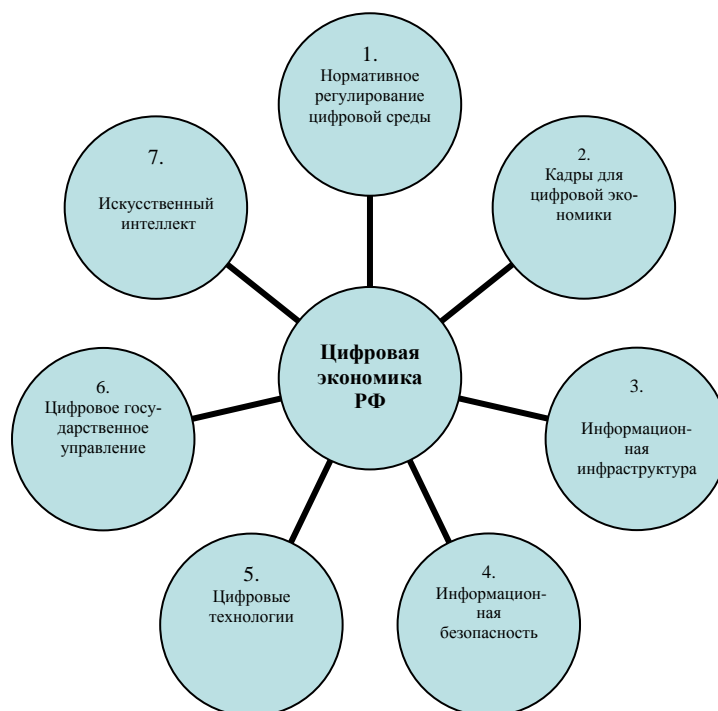 1.
Нормативное
регулирование
цифровой среды
2.
Кадры для
цифровой эко-
номики
3.
Информацион-
ная
инфраструктура
4.
Информацион-
ная
безопасность
5.
Цифровые
технологии
6.
Цифровое госу-
дарственное
управление
7.
Искусственный
интеллект
Цифровая
экономика
РФ